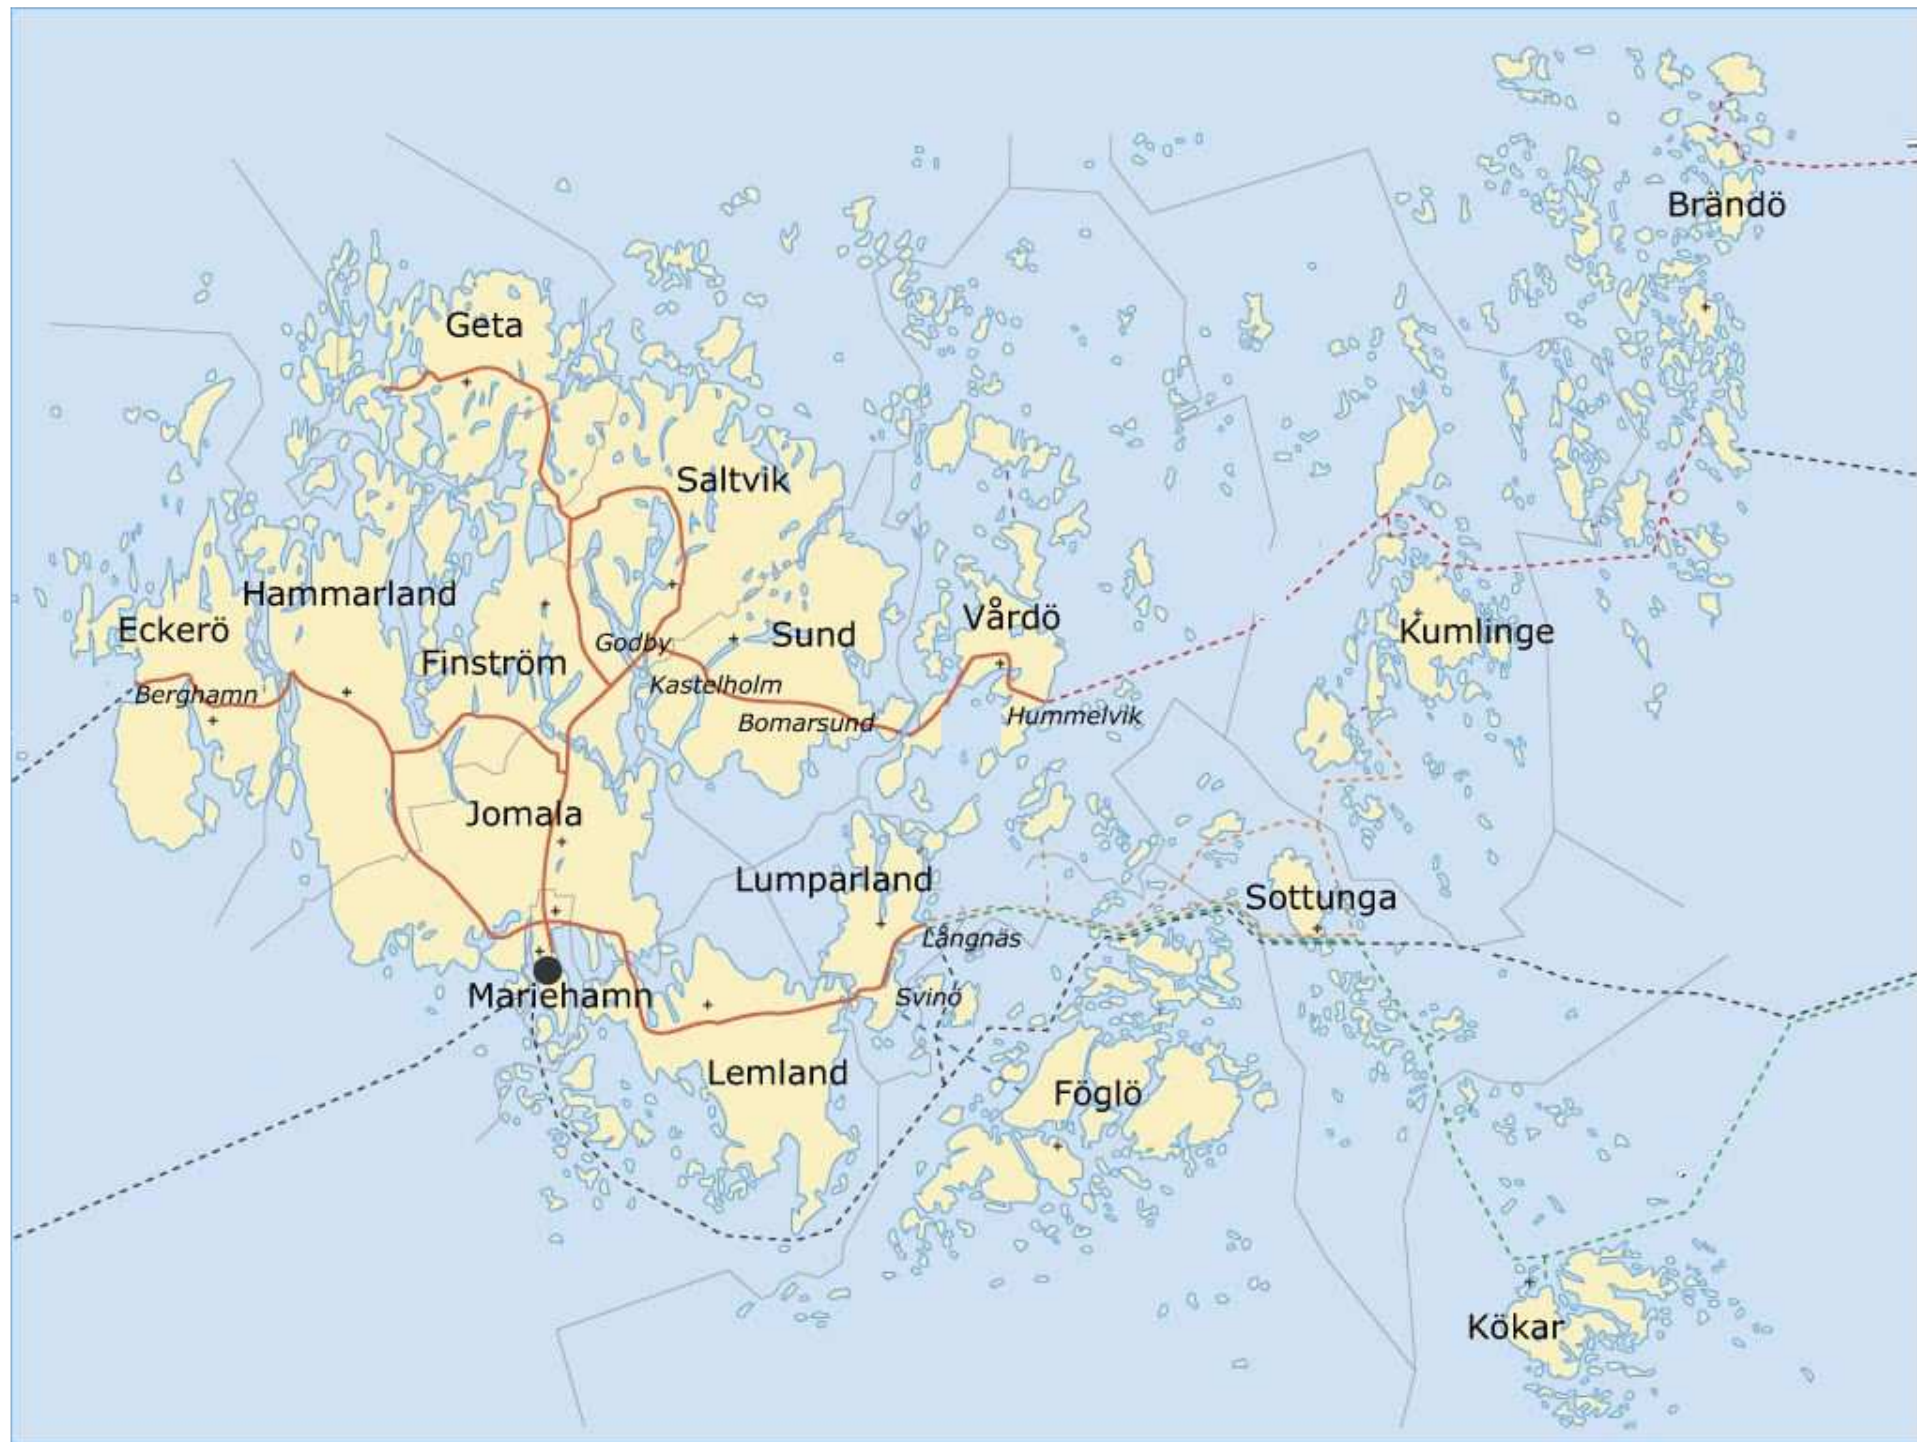 Brändö
Geta
Saltvik
Hammarland
Eckerö
Vårdö
Kumlinge
Sund
Godby
Finström
Kastelholm
Berghamn
Bomarsund
Hummelvik
Jomala
Lumparland
Sottunga
Långnäs
Mariehamn
Svinö
Lemland
Föglö
Kökar